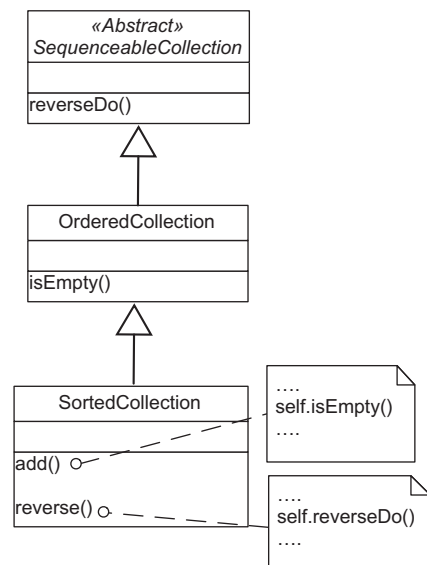 «Abstract»
SequenceableCollection
reverseDo()
OrderedCollection
isEmpty()
SortedCollection
add()
reverse()
....
self.isEmpty()
....
....
self.reverseDo()
....